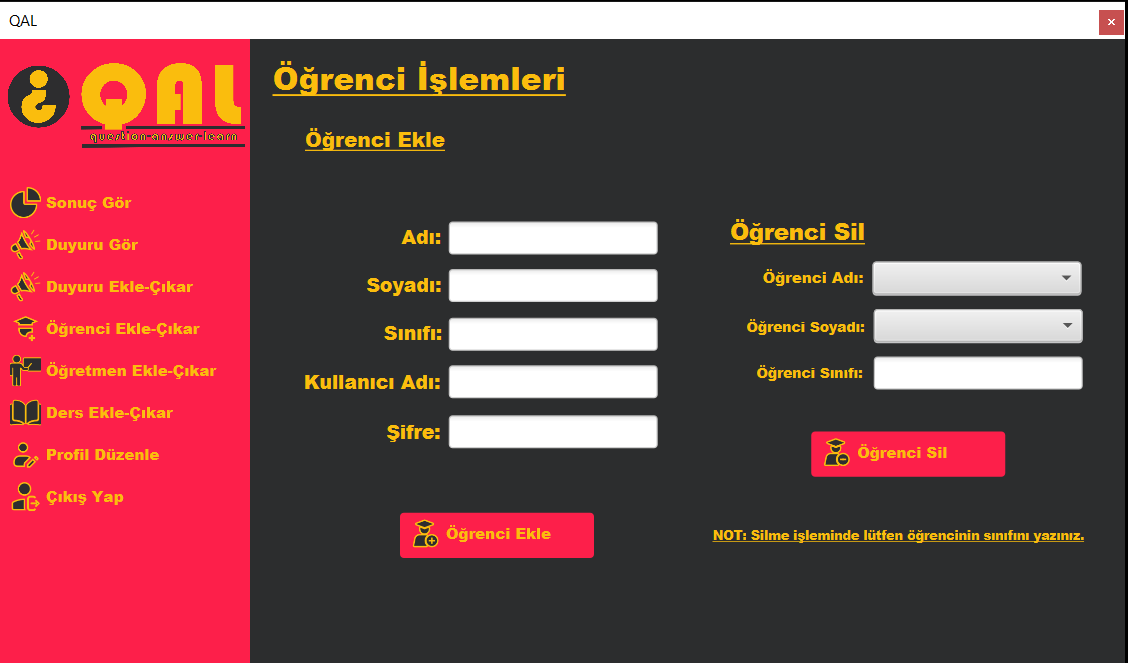 QAL
QAL
question-answer-learn
Sonuç Gör
Duyuru Gör
Duyuru Ekle-Çıkar
Öğrenci Ekle-Çıkar
Öğretmen Ekle-Çıkar
Ders Ekle-Çıkar
Profil Düzenle
Çıkış Yap
Öğrenci İşlemleri
Öğrenci Ekle
Adı:
Soyadı:
Sınıfı:
Kullanıcı Adı:
Şifre:
Öğrenci Ekle
Öğrenci Sil
Öğrenci Adı:
Öğrenci Soyadı:
Öğrenci Sınıfı:
Öğrenci Sil
NOT: Silme işleminde lütfen öğrencinin sınıfını yazınız.